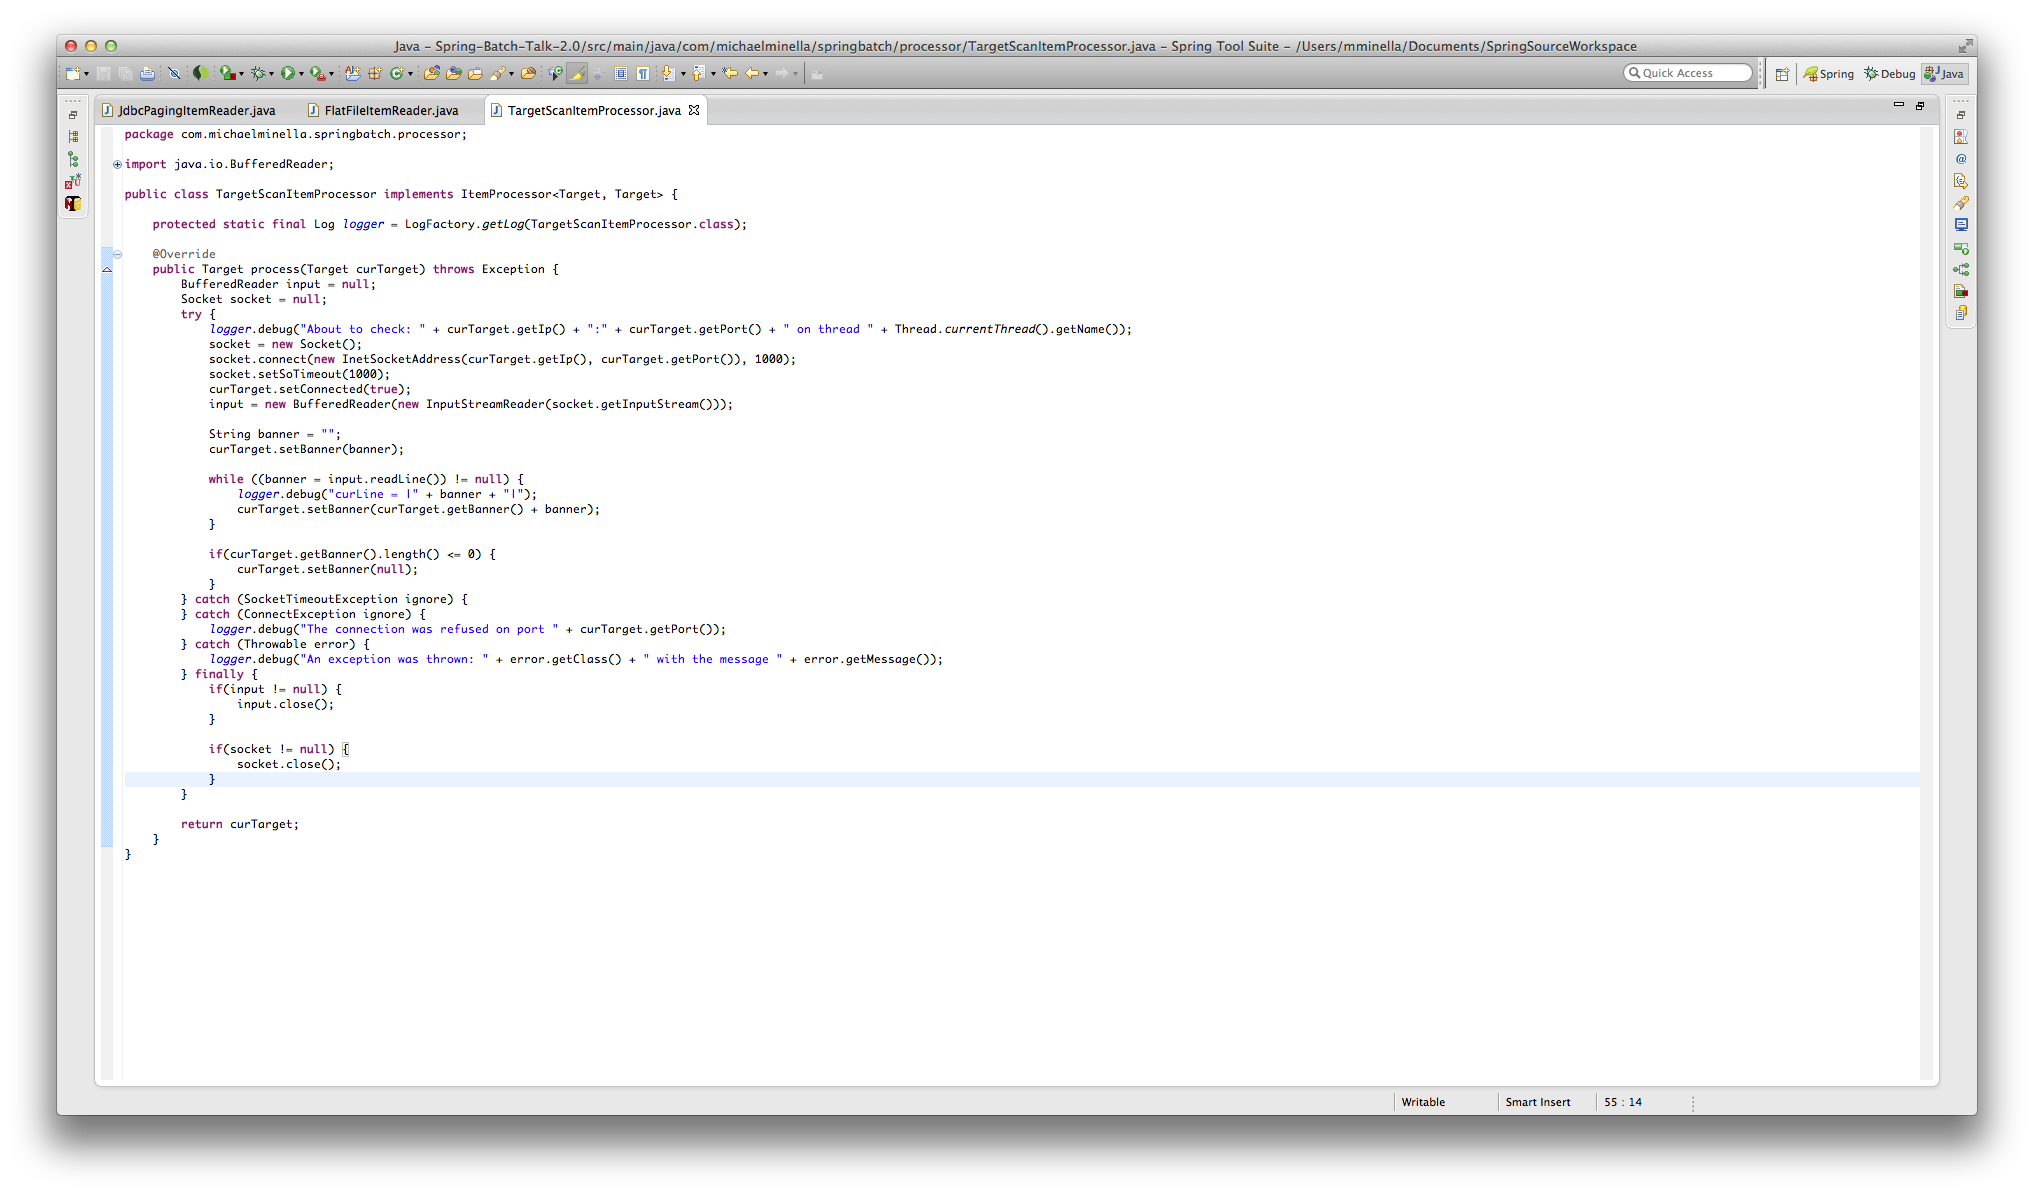 Java – Spring-Batch-Talk-2.0/src/main/java/com/michaelminella/springbatch/processor/TargetScanItemProcessor.java – Spring Tool Suite – /Users/mminella/Documents/SpringSourceWorkspace
Quick Access
Spring
Debug
Java
JdbcPagingItemReader.java
FlatFileItemReader.java
TargetScanItemProcessor.java
package com.michaelminella.springbatch.processor;
import java.io.BufferedReader;
public class TargetScanItemProcessor implements ItemProcessor<Target, Target> {
protected static final Log logger = LogFactory.getLog(TargetScanItemProcessor.class);
@Override
public Target process(Target curTarget) throws Exception {
BufferedReader input = null;
Socket socket = null;
try {
logger.debug("About to check: " + curTarget.getIp() + ":" + curTarget.getPort() + " on thread " + Thread.currentThread().getName());
socket = new Socket();
socket.connect(new InetSocketAddress(curTarget.getIp(), curTarget.getPort()), 1000);
socket.setSoTimeout(1000);
curTarget.setConnected(true);
input = new BufferedReader(new InputStreamReader(socket.getInputStream()));
String banner = "";
curTarget.setBanner(banner);
while ((banner = input.readLine()) != null) {
logger.debug("curLine = |" + banner + "|");
curTarget.setBanner(curTarget.getBanner() + banner);
}
if(curTarget.getBanner().length() <= 0) {
curTarget.setBanner(null);
}
} catch (SocketTimeoutException ignore) {
} catch (ConnectException ignore) {
logger.debug("The connection was refused on port " + curTarget.getPort());
} catch (Throwable error) {
logger.debug("An exception was thrown: " + error.getClass() + " with the message " + error.getMessage());
} finally {
if(input != null) {
input.close();
}
if(socket != null) {
socket.close();
}
}
return curTarget;
}
}
Writable
Smart Insert
55 : 14